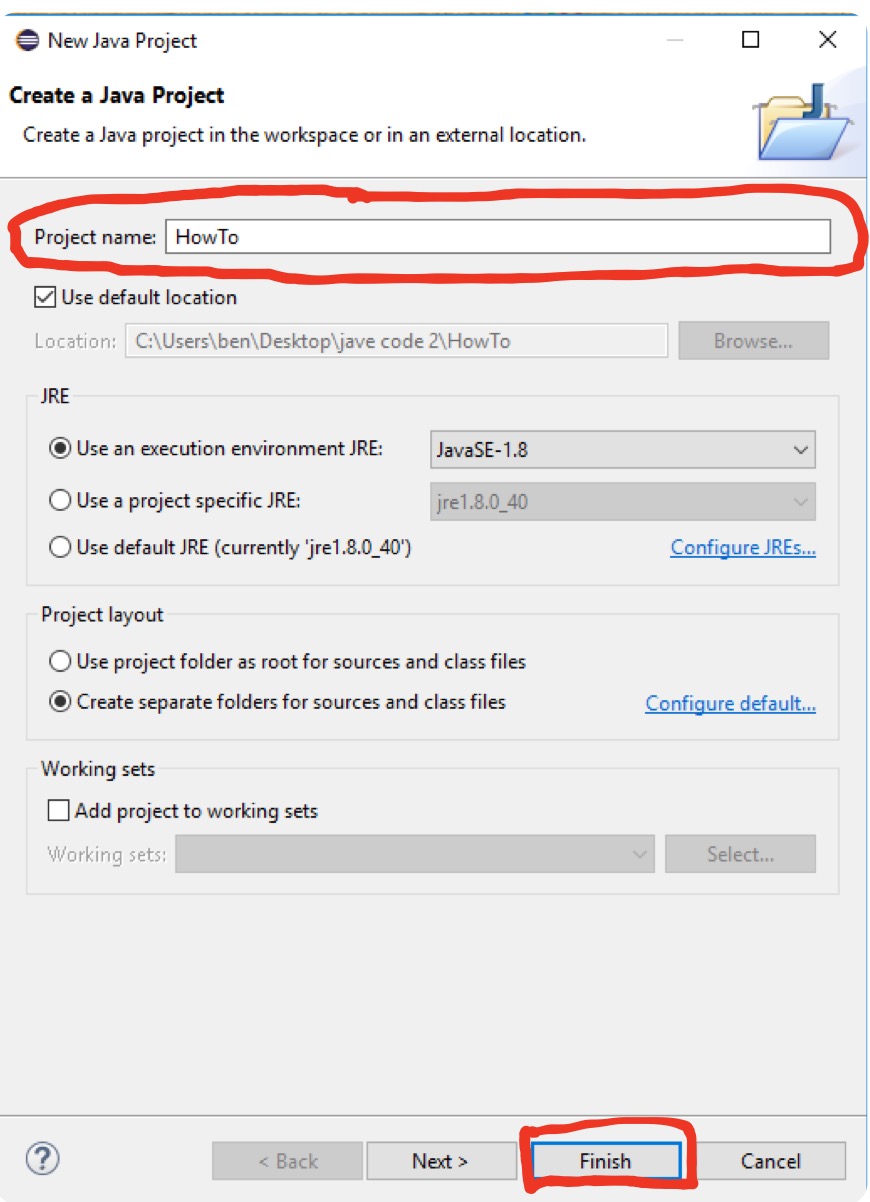 New Java Project
Create a Java Project
Create a Java project in the workspace or in an external location.
Project name: HowTo
Use default location
Location: C:\Users\ben\Desktop\jave code 2\HowTo Browse...
JRE
Use an execution environment JRE: JavaSE-1.8
Use a project specific JRE: jre1.8.0_40
Use default JRE (currently 'jre1.8.0_40') Configure JREs...
Project layout
Use project folder as root for sources and class files
Create separate folders for sources and class files Configure default...
Working sets
Add project to working sets
Working sets: Select...
? < Back Next > Finish Cancel